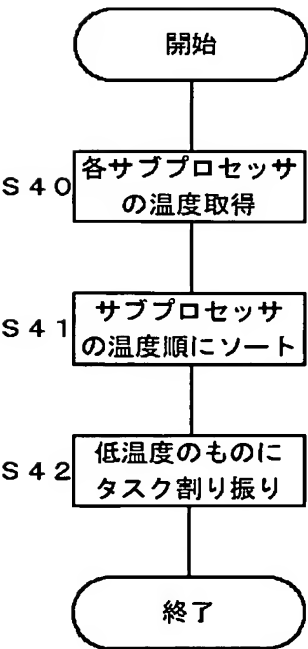 開始
S40
各サブプロセッサ
の温度取得
S41
サブプロセッサ
の温度順にソート
S42
低温度のものに
タスク割り振り
終了